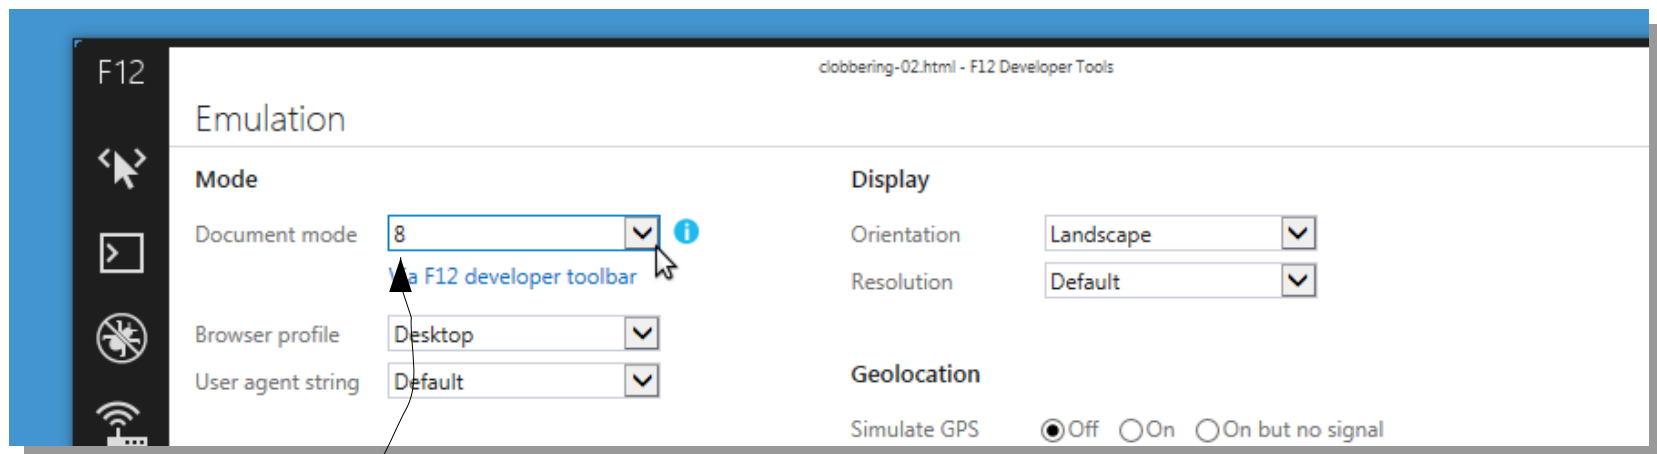 F12
clobbering-02.html - F12 Developer Tools
Emulation
Mode
Document mode 8
Via F12 developer toolbar
Browser profile Desktop
User agent string Default
Display
Orientation Landscape
Resolution Default
Geolocation
Simulate GPS Off On On but no signal